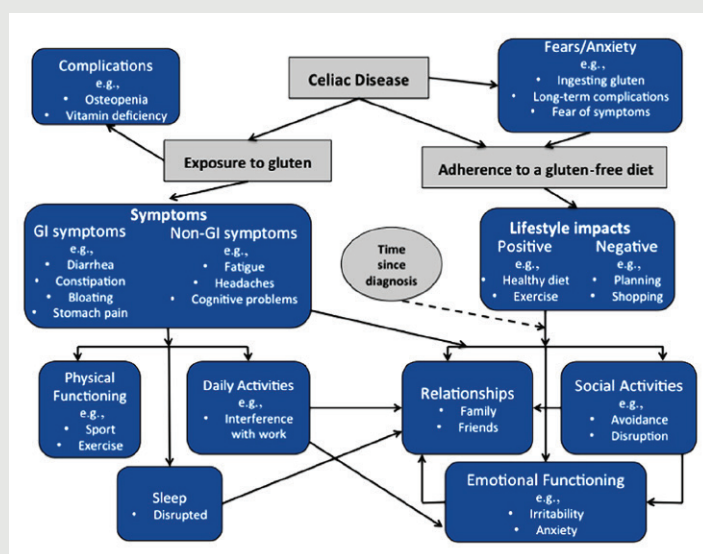 Complications
e.g.,
• Osteopenia
• Vitamin deficiency
Celiac Disease
Fears/Anxiety
e.g.,
• Ingesting gluten
• Long-term complications
• Fear of symptoms
Exposure to gluten
Adherence to a gluten-free diet
Symptoms
GI symptoms
e.g.,
• Diarrhea
• Constipation
• Bloating
• Stomach pain
Non-GI symptoms
e.g.,
• Fatigue
• Headaches
• Cognitive problems
Time
since
diagnosis
Lifestyle impacts
Positive
e.g.,
• Healthy diet
• Exercise
Negative
e.g.,
• Planning
• Shopping
Physical
Functioning
e.g.,
• Sport
• Exercise
Daily Activities
e.g.,
• Interference
with work
Relationships
• Family
• Friends
Social Activities
e.g.,
• Avoidance
• Disruption
Sleep
• Disrupted
Emotional Functioning
e.g.,
• Irritability
• Anxiety